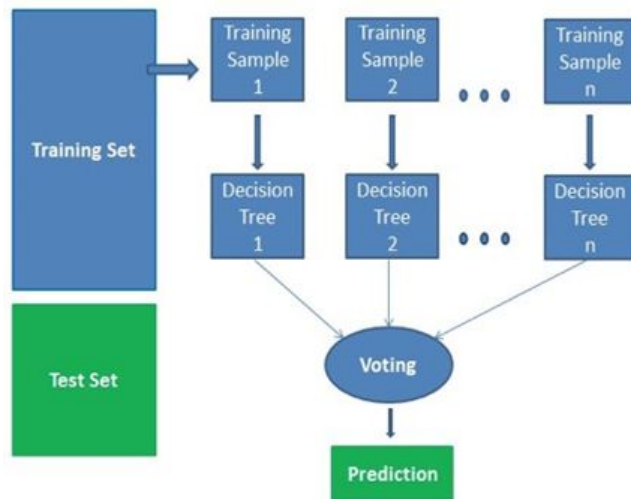 Training Set
Training
Sample
1
Training
Sample
2
Training
Sample
n
Decision
Tree
1
Decision
Tree
2
Decision
Tree
n
Test Set
Voting
Prediction